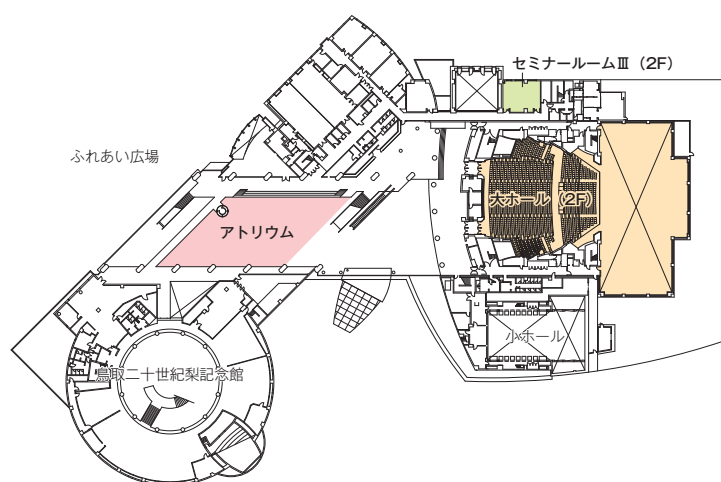 セミナールームⅢ（2F）
ふれあい広場
大ホール（2F）
アトリウム
小ホール
鳥取二十世紀梨記念館